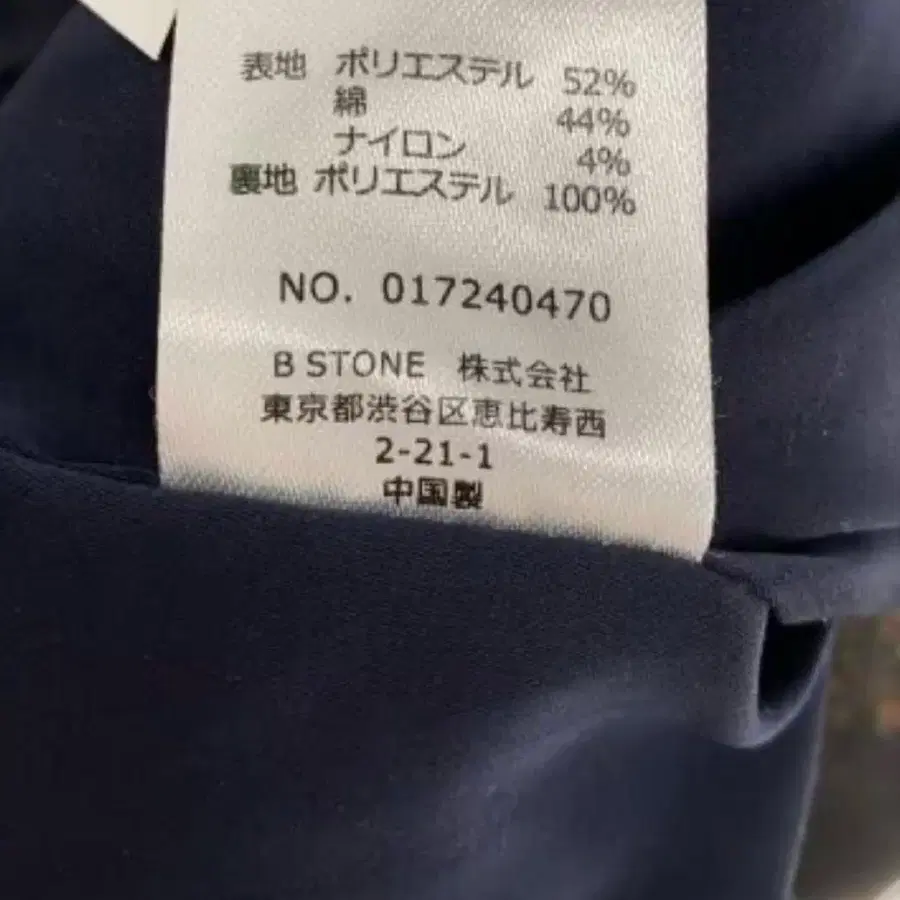 表地 ポリエステル 52%
綿 44%
ナイロン 4%
裏地 ポリエステル 100%
NO. 017240470
B STONE 株式会社
東京都渋谷区恵比寿西
2-21-1
中国製